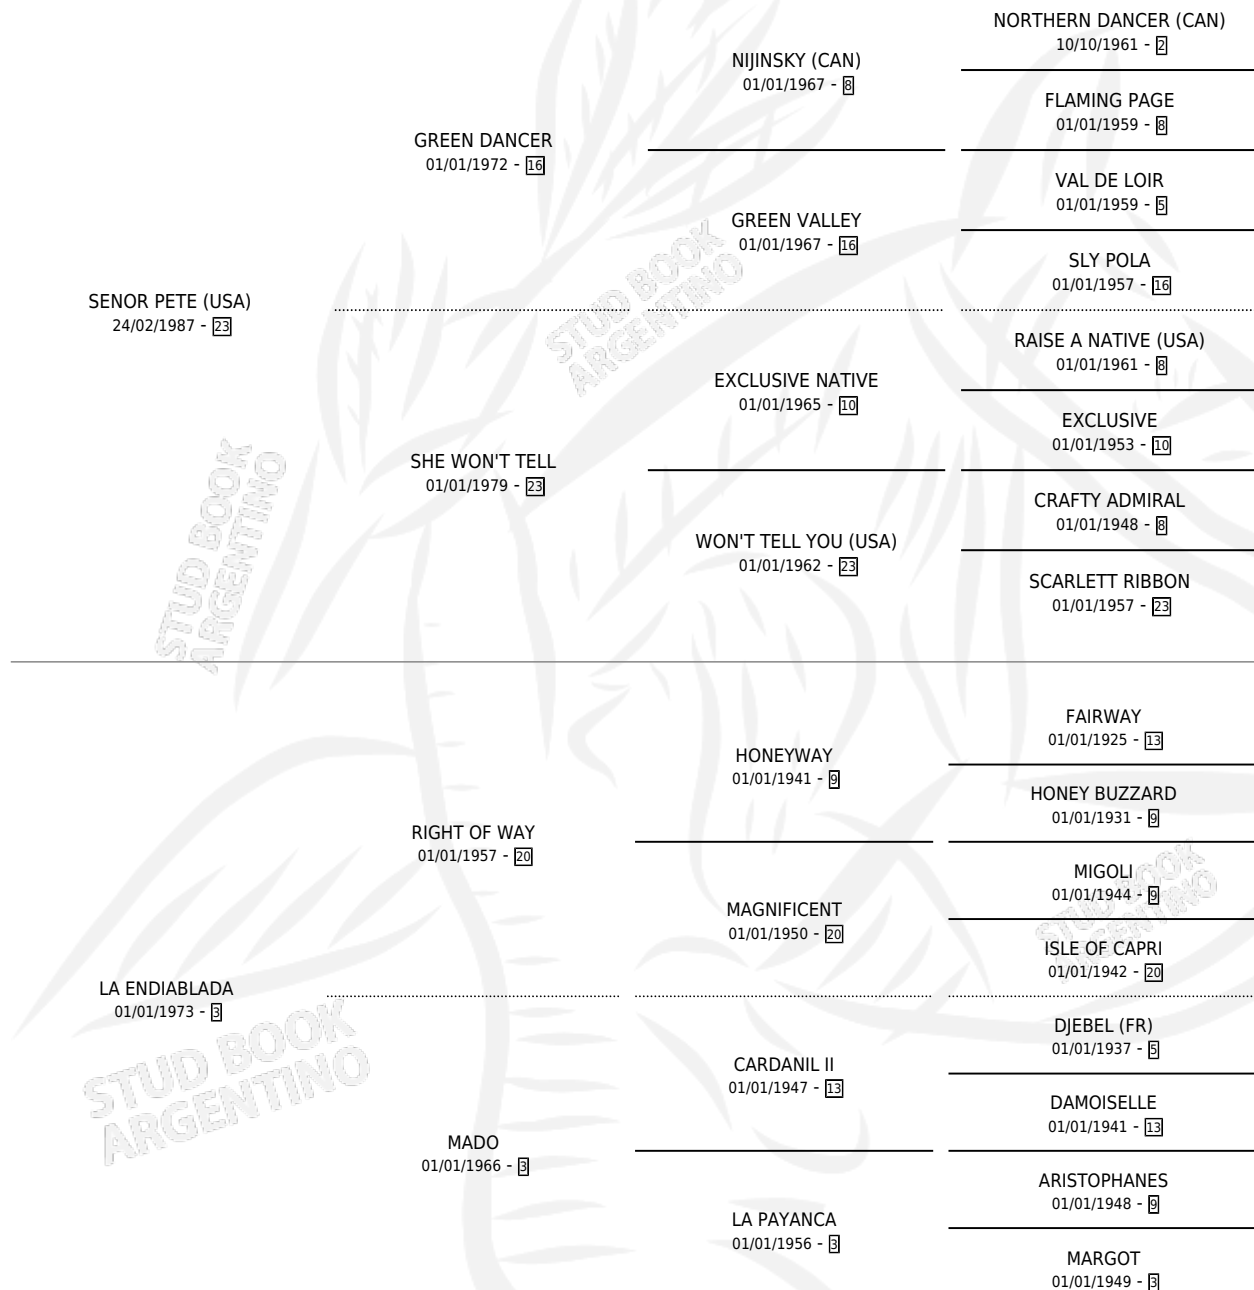 NORTHERN DANCER (CAN)
10/10/1961 - 2
NIJINSKY (CAN)
01/01/1967 - 8
FLAMING PAGE
01/01/1959 - 8
GREEN DANCER
01/01/1972 - 16
VAL DE LOIR
01/01/1959 - 5
GREEN VALLEY
01/01/1967 - 16
SLY POLA
01/01/1957 - 16
SENOR PETE (USA)
24/02/1987 - 23
RAISE A NATIVE (USA)
01/01/1961 - 8
EXCLUSIVE NATIVE
01/01/1965 - 10
EXCLUSIVE
01/01/1953 - 10
SHE WON'T TELL
01/01/1979 - 23
CRAFTY ADMIRAL
01/01/1948 - 8
WON'T TELL YOU (USA)
01/01/1962 - 23
SCARLETT RIBBON
01/01/1957 - 23
STUD BOOK
ARGENTINO
STUD BOOK
ARGENTINO
FAIRWAY
01/01/1925 - 13
HONEYWAY
01/01/1941 - 9
HONEY BUZZARD
01/01/1931 - 9
RIGHT OF WAY
01/01/1957 - 20
MIGOLI
01/01/1944 - 9
MAGNIFICENT
01/01/1950 - 20
ISLE OF CAPRI
01/01/1942 - 20
LA ENDIABLADA
01/01/1973 - 3
DJEBEL (FR)
01/01/1937 - 5
CARDANIL II
01/01/1947 - 13
DAMOISELLE
01/01/1941 - 13
MADO
01/01/1966 - 3
ARISTOPHANES
01/01/1948 - 9
LA PAYANCA
01/01/1956 - 3
MARGOT
01/01/1949 - 3
STUD BOOK
ARGENTINO
STUD BOOK
ARGENTINO